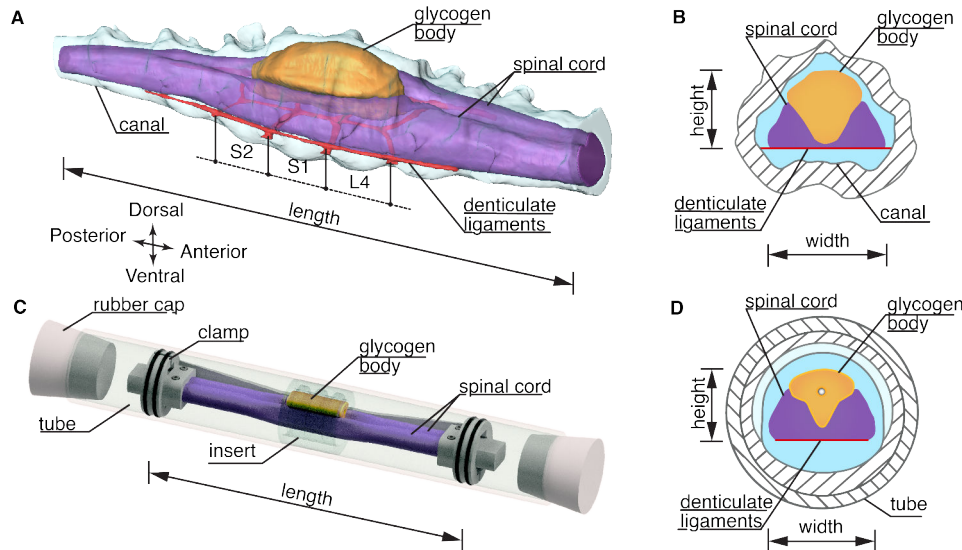 A
glycogen
body
spinal cord
canal
S2
S1
L4
length
denticulate
ligaments
Dorsal
Posterior
Anterior
Ventral
B
glycogen
body
spinal cord
height
denticulate
ligaments
canal
width
C
rubber cap
clamp
glycogen
body
spinal cord
tube
insert
length
D
spinal cord
glycogen
body
height
denticulate
ligaments
tube
width